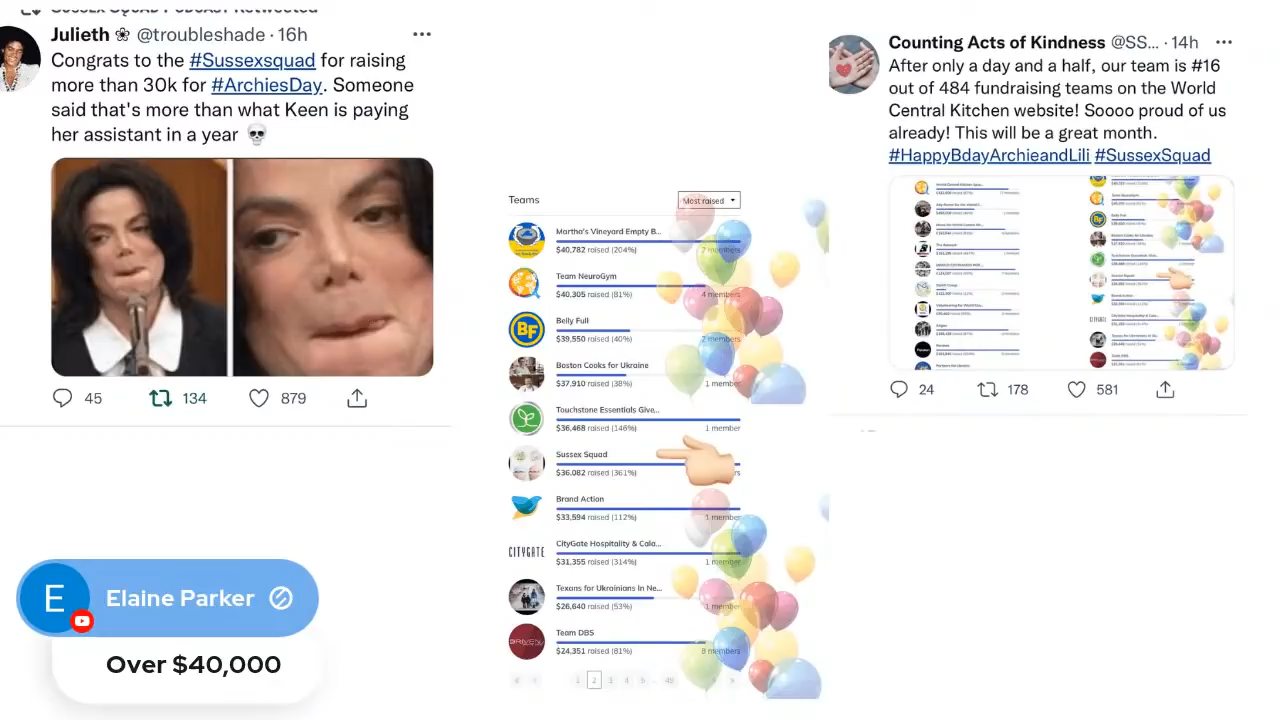 SUSSEX SQUAD PODCAST Retweeted
Julieth @troubleshade · 16h
Congrats to the #Sussexsquad for raising
more than 30k for #ArchiesDay. Someone
said that's more than what Keen is paying
her assistant in a year 💀
45 134 879
E Elaine Parker
Over $40,000
Teams Most raised
Martha's Vineyard Empty B...
$40,782 raised (204%) 2 members
Team NeuroGym
$40,305 raised (81%) 4 members
Belly Full
BF
$39,550 raised (40%) 2 members
Boston Cooks for Ukraine
$37,910 raised (38%) 1 member
Touchstone Essentials Give...
$36,468 raised (146%) 1 member
Sussex Squad
$36,082 raised (361%)
Brand Action
$33,594 raised (112%) 1 member
CITYGATE
CityGate Hospitality & Cala...
$31,355 raised (314%) 1 member
Texans for Ukrainians In Ne...
$26,640 raised (53%) 1 member
Team DBS
$24,351 raised (81%) 8 members
« ‹ 1 2 3 4 5 ... 49 › »
Counting Acts of Kindness @SS... · 14h
After only a day and a half, our team is #16
out of 484 fundraising teams on the World
Central Kitchen website! Soooo proud of us
already! This will be a great month.
#HappyBdayArchieandLili #SussexSquad
24 178 581